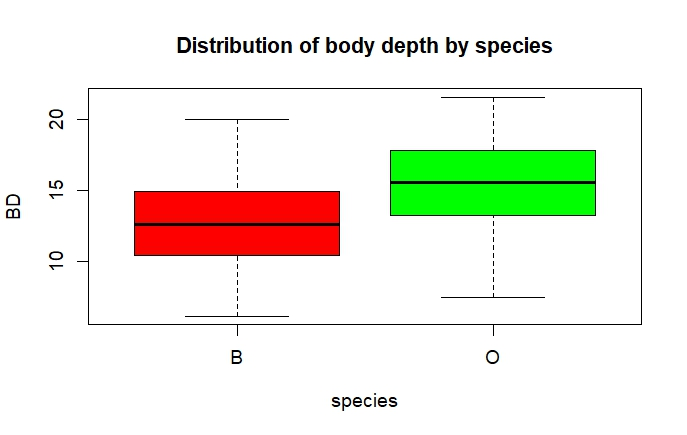 Distribution of body depth by species
BD
20
15
10
B O
species